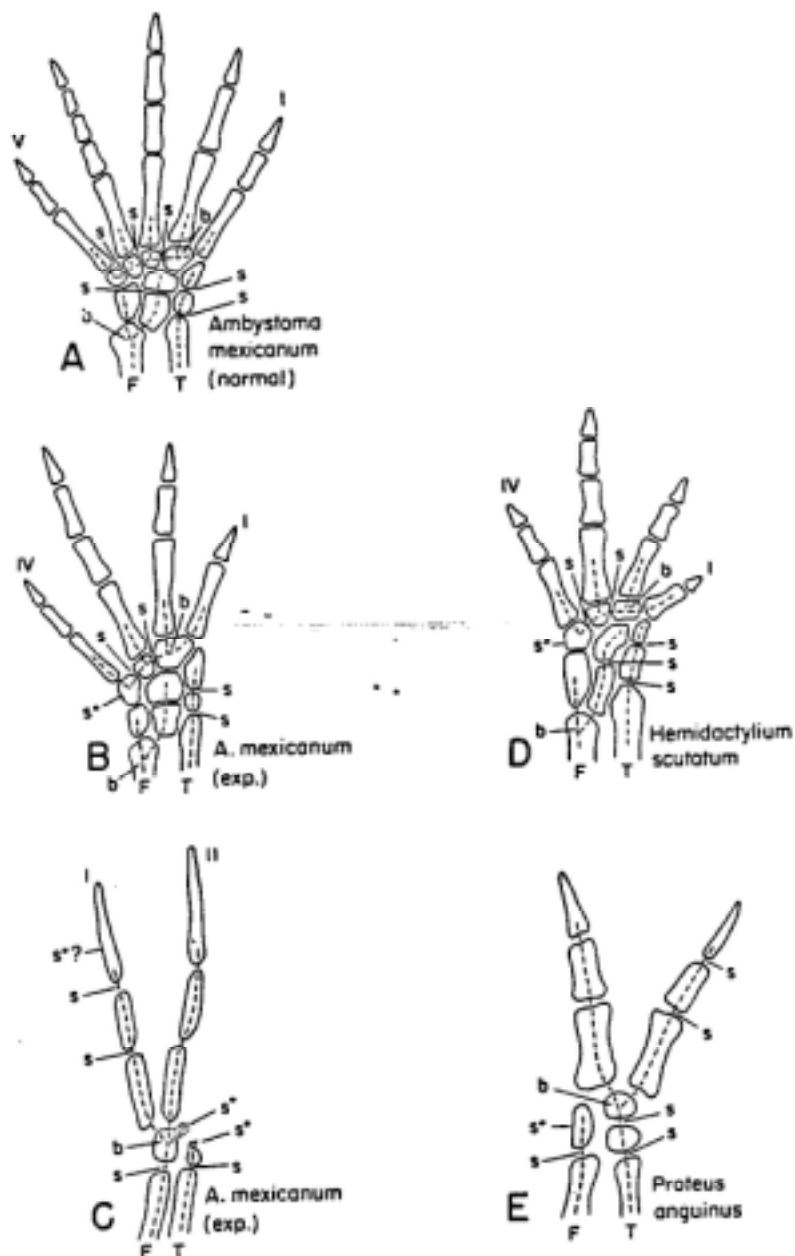 I
V
s
s
s
b
s
s
s
b
A
Ambystoma
mexicanum
(normal)
F
T
I
IV
s
s
b
s*
s
s
B
A. mexicanum
(exp.)
b
F
T
IV
I
s
s
b
s*
s
s
s
b
D
Hemidactylium
scutatum
F
T
I
II
s*?
s
s
s*
s*
b
s
s
s
C
A. mexicanum
(exp.)
F
T
s
s
b
s
s*
s
s
E
Proteus
anguinus
F
T